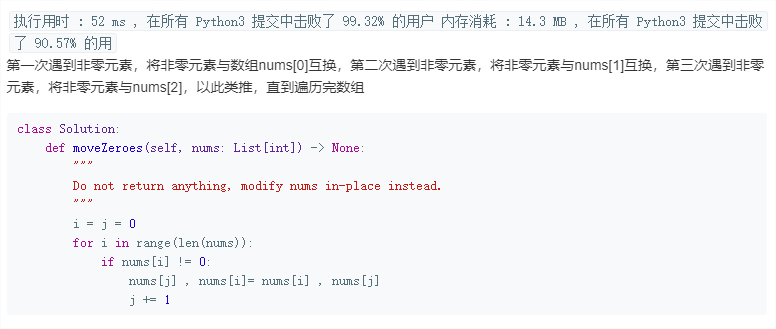 执行用时 : 52 ms , 在所有 Python3 提交中击败了 99.32% 的用户 内存消耗 : 14.3 MB , 在所有 Python3 提交中击败
了 90.57% 的用
第一次遇到非零元素，将非零元素与数组nums[0]互换，第二次遇到非零元素，将非零元素与nums[1]互换，第三次遇到非零
元素，将非零元素与nums[2]，以此类推，直到遍历完数组
class Solution:
    def moveZeroes(self, nums: List[int]) -> None:
        """
        Do not return anything, modify nums in-place instead.
        """
        i = j = 0
        for i in range(len(nums)):
            if nums[i] != 0:
                nums[j] , nums[i]= nums[i] , nums[j]
                j += 1